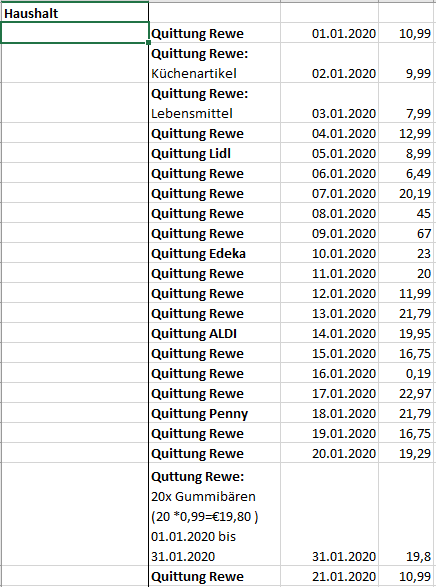 Haushalt
Quittung Rewe 01.01.2020 10,99
Quittung Rewe:
Küchenartikel 02.01.2020 9,99
Quittung Rewe:
Lebensmittel 03.01.2020 7,99
Quittung Rewe 04.01.2020 12,99
Quittung Lidl 05.01.2020 8,99
Quittung Rewe 06.01.2020 6,49
Quittung Rewe 07.01.2020 20,19
Quittung Rewe 08.01.2020 45
Quittung Rewe 09.01.2020 67
Quittung Edeka 10.01.2020 23
Quittung Rewe 11.01.2020 20
Quittung Rewe 12.01.2020 11,99
Quittung Rewe 13.01.2020 21,79
Quittung ALDI 14.01.2020 19,95
Quittung Rewe 15.01.2020 16,75
Quittung Rewe 16.01.2020 0,19
Quittung Rewe 17.01.2020 22,97
Quittung Penny 18.01.2020 21,79
Quittung Rewe 19.01.2020 16,75
Quittung Rewe 20.01.2020 19,29
Quttung Rewe:
20x Gummibären
(20 *0,99=€19,80 )
01.01.2020 bis
31.01.2020 31.01.2020 19,8
Quittung Rewe 21.01.2020 10,99